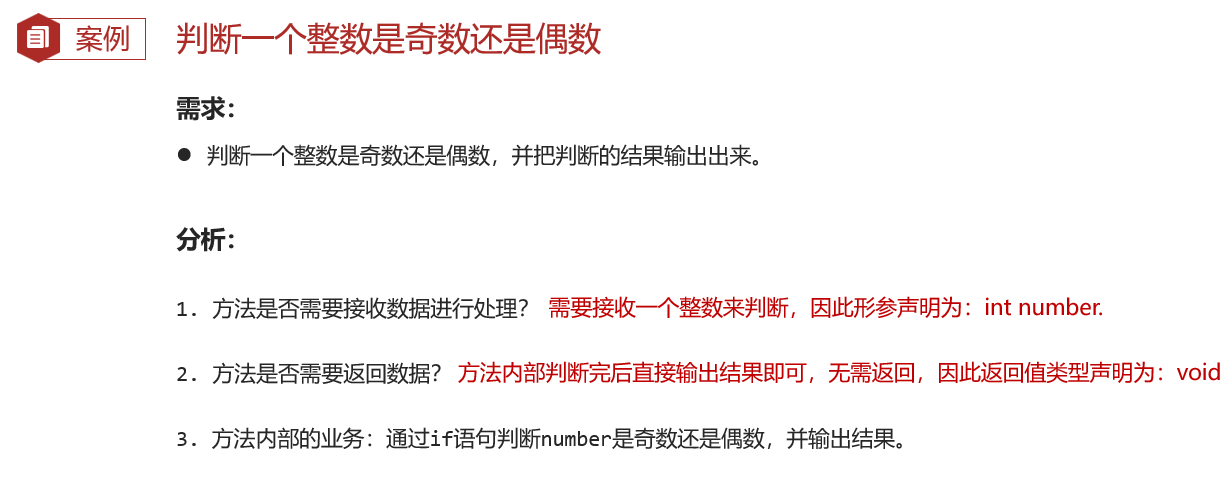 案例 判断一个整数是奇数还是偶数
需求：
● 判断一个整数是奇数还是偶数，并把判断的结果输出出来。
分析：
1. 方法是否需要接收数据进行处理？ 需要接收一个整数来判断，因此形参声明为：int number.
2. 方法是否需要返回数据？ 方法内部判断完后直接输出结果即可，无需返回，因此返回值类型声明为：void
3. 方法内部的业务：通过if语句判断number是奇数还是偶数，并输出结果。